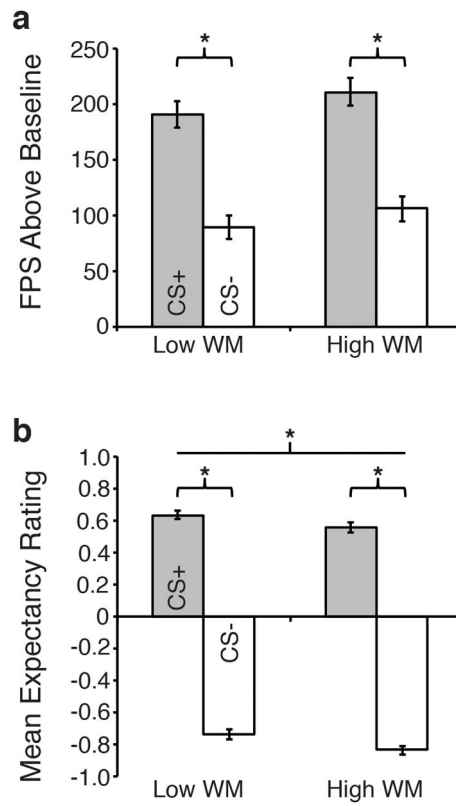 a
*
*
250
200
150
100
50
0
FPS Above Baseline
CS+
CS-
Low WM
High WM
b
*
*
*
1.0
0.8
0.6
0.4
0.2
0
-0.2
-0.4
-0.6
-0.8
-1.0
Mean Expectancy Rating
CS+
CS-
Low WM
High WM